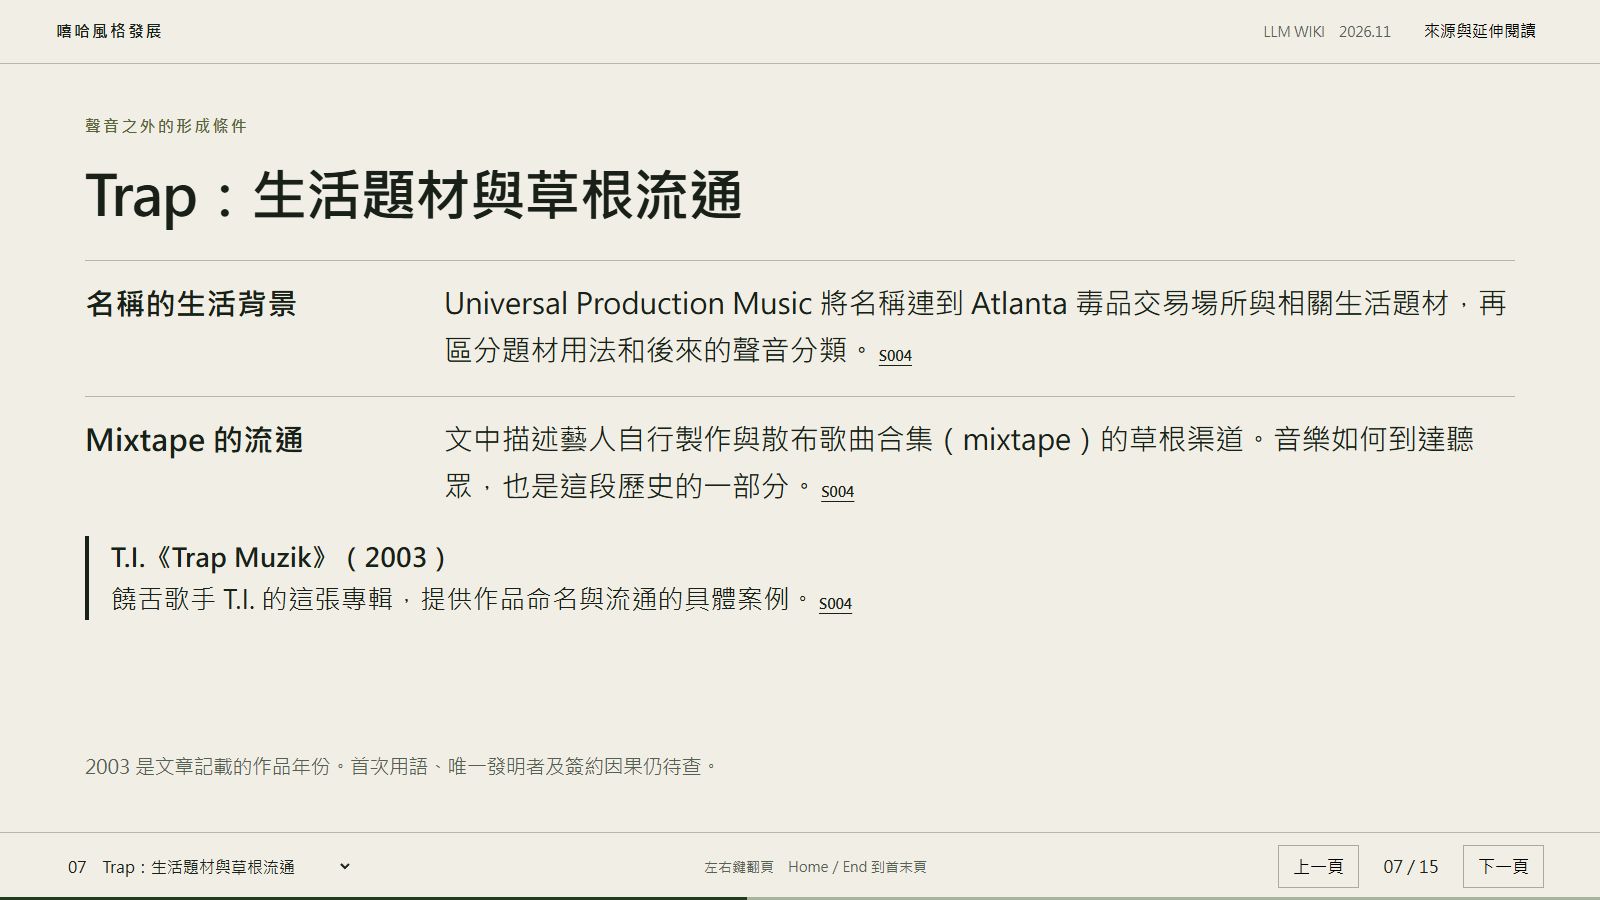 嘻哈風格發展
LLM WIKI 2026.11 來源與延伸閱讀
聲音之外的形成條件
Trap：生活題材與草根流通
名稱的生活背景
Universal Production Music 將名稱連到 Atlanta 毒品交易場所與相關生活題材，再
區分題材用法和後來的聲音分類。 S004
Mixtape 的流通
文中描述藝人自行製作與散布歌曲合集（mixtape）的草根渠道。音樂如何到達聽
眾，也是這段歷史的一部分。 S004
T.I.《Trap Muzik》（2003）
饒舌歌手 T.I. 的這張專輯，提供作品命名與流通的具體案例。 S004
2003 是文章記載的作品年份。首次用語、唯一發明者及簽約因果仍待查。
07 Trap：生活題材與草根流通
左右鍵翻頁 Home / End 到首末頁
上一頁 07 / 15 下一頁